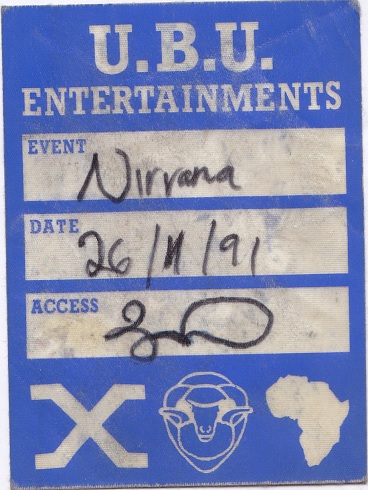 U.B.U.
ENTERTAINMENTS
EVENT Nirvana
DATE 26/11/91
ACCESS
X